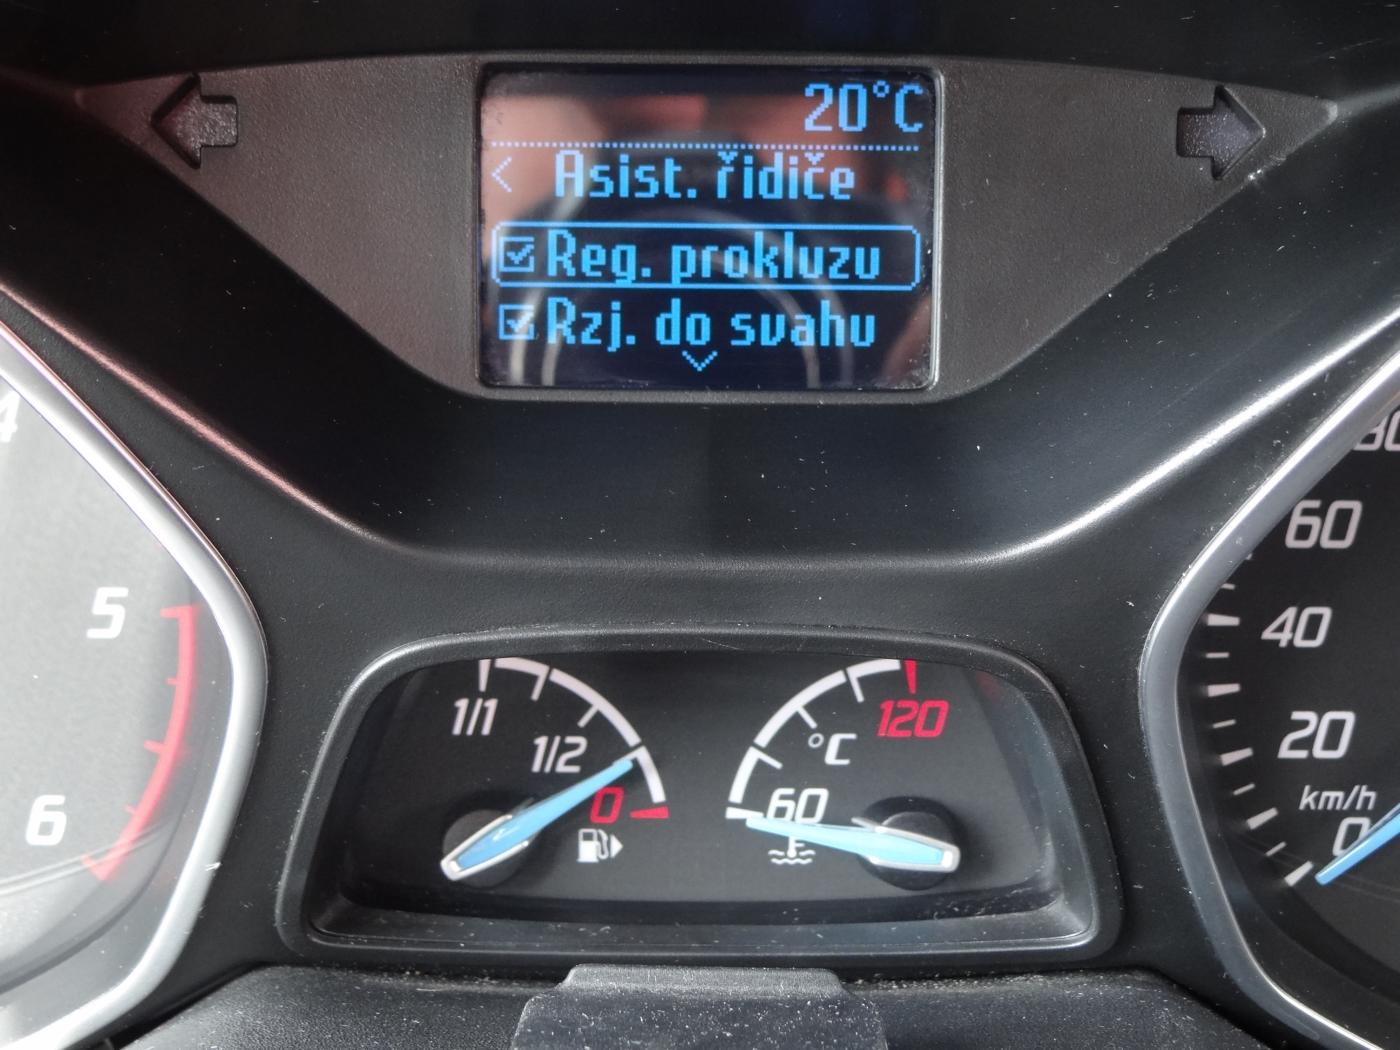 20°C
< Asist. řidiče
Reg. prokluzu
Rzj. do svahu
4
5
6
1/1
1/2
0
120
°C
60
60
40
20
km/h
0